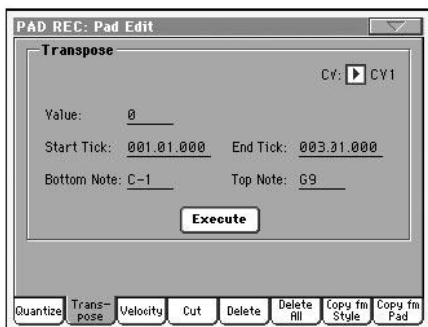 PAD REC: Pad Edit
Transpose
CV: CV1
Value: 0
Start Tick: 001.01.000 End Tick: 003.01.000
Bottom Note: C-1 Top Note: G9
Execute
Quantize Trans-pose Velocity Cut Delete Delete All Copy fm Style Copy fm Pad